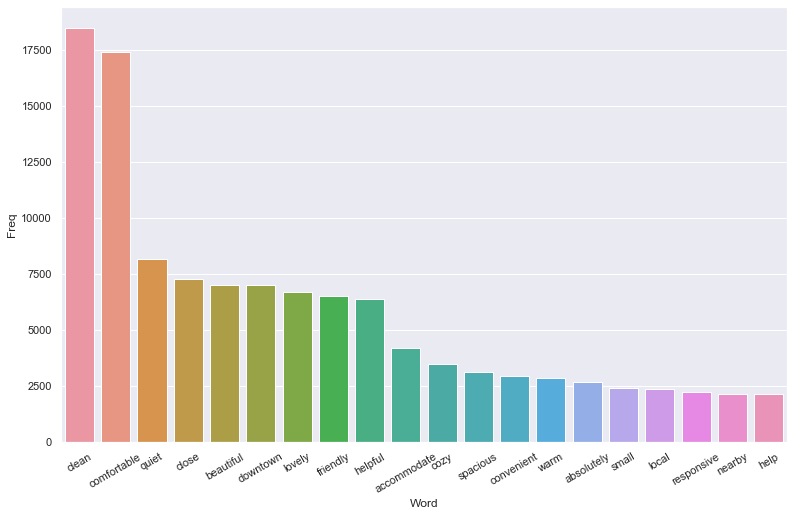 17500
15000
12500
10000
7500
5000
2500
0
Freq
clean
comfortable
quiet
close
beautiful
downtown
lovely
friendly
helpful
accommodate
cozy
spacious
convenient
warm
absolutely
small
local
responsive
nearby
help
Word